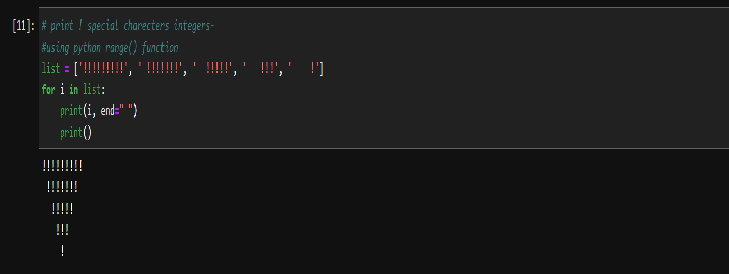 [11]: # print ! special charecters integers-
#using python range() function
list = ['!!!!!!!!!', ' !!!!!!!', '  !!!!!', '   !!!', '    !']
for i in list:
    print(i, end=" ")
    print()
!!!!!!!!!
 !!!!!!!
  !!!!!
   !!!
    !